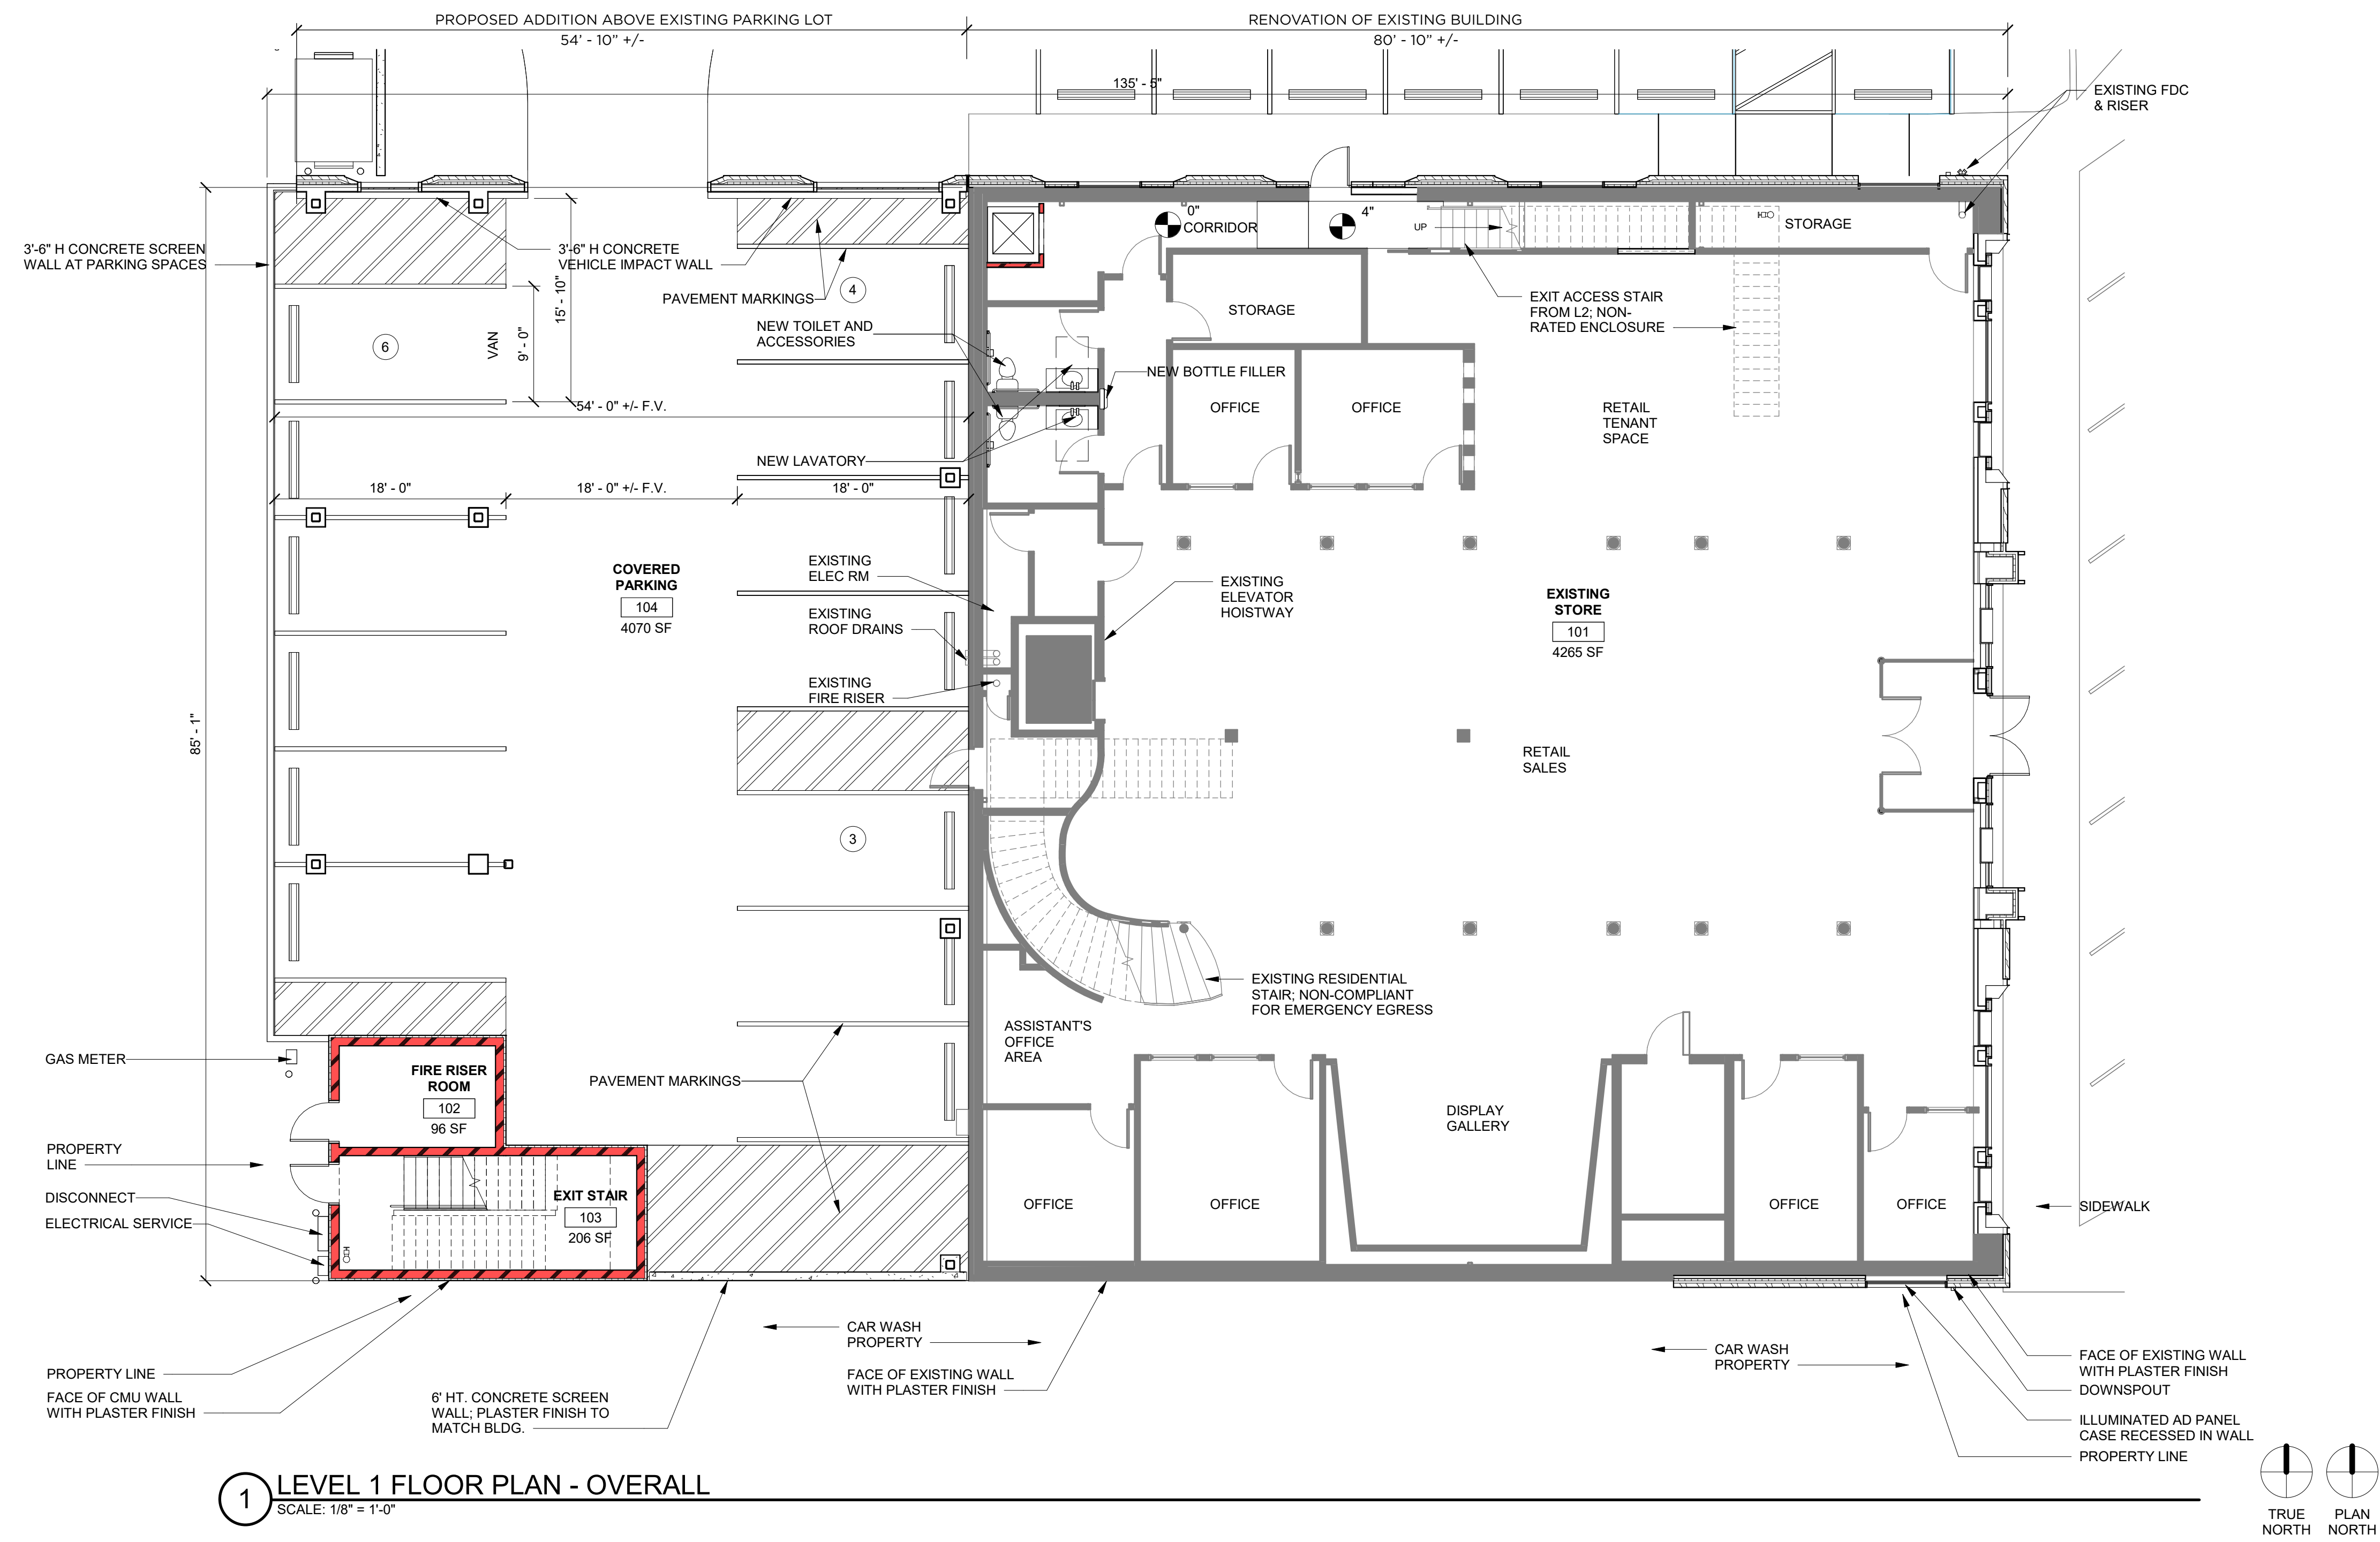 PROPOSED ADDITION ABOVE EXISTING PARKING LOT
54’ - 10” +/-
RENOVATION OF EXISTING BUILDING
80’ - 10” +/-
135' - 5"
EXISTING FDC
& RISER
3'-6" H CONCRETE SCREEN
WALL AT PARKING SPACES
3'-6" H CONCRETE
VEHICLE IMPACT WALL
PAVEMENT MARKINGS
4
6
VAN
9' - 0"
15' - 10"
0"
CORRIDOR
4"
UP
STORAGE
STORAGE
EXIT ACCESS STAIR
FROM L2; NON-
RATED ENCLOSURE
NEW TOILET AND
ACCESSORIES
NEW BOTTLE FILLER
OFFICE
OFFICE
RETAIL
TENANT
SPACE
54' - 0" +/- F.V.
NEW LAVATORY
18' - 0"
18' - 0" +/- F.V.
18' - 0"
COVERED
PARKING
104
4070 SF
EXISTING
ELEC RM
EXISTING
ROOF DRAINS
EXISTING
FIRE RISER
EXISTING
ELEVATOR
HOISTWAY
EXISTING
STORE
101
4265 SF
85' - 1"
RETAIL
SALES
3
EXISTING RESIDENTIAL
STAIR; NON-COMPLIANT
FOR EMERGENCY EGRESS
ASSISTANT'S
OFFICE
AREA
GAS METER
FIRE RISER
ROOM
102
96 SF
PAVEMENT MARKINGS
DISPLAY
GALLERY
PROPERTY
LINE
DISCONNECT
ELECTRICAL SERVICE
EXIT STAIR
103
206 SF
OFFICE
OFFICE
OFFICE
OFFICE
SIDEWALK
CAR WASH
PROPERTY
CAR WASH
PROPERTY
PROPERTY LINE
FACE OF CMU WALL
WITH PLASTER FINISH
6' HT. CONCRETE SCREEN
WALL; PLASTER FINISH TO
MATCH BLDG.
FACE OF EXISTING WALL
WITH PLASTER FINISH
FACE OF EXISTING WALL
WITH PLASTER FINISH
DOWNSPOUT
ILLUMINATED AD PANEL
CASE RECESSED IN WALL
PROPERTY LINE
1
LEVEL 1 FLOOR PLAN - OVERALL
SCALE: 1/8" = 1'-0"
TRUE
NORTH
PLAN
NORTH